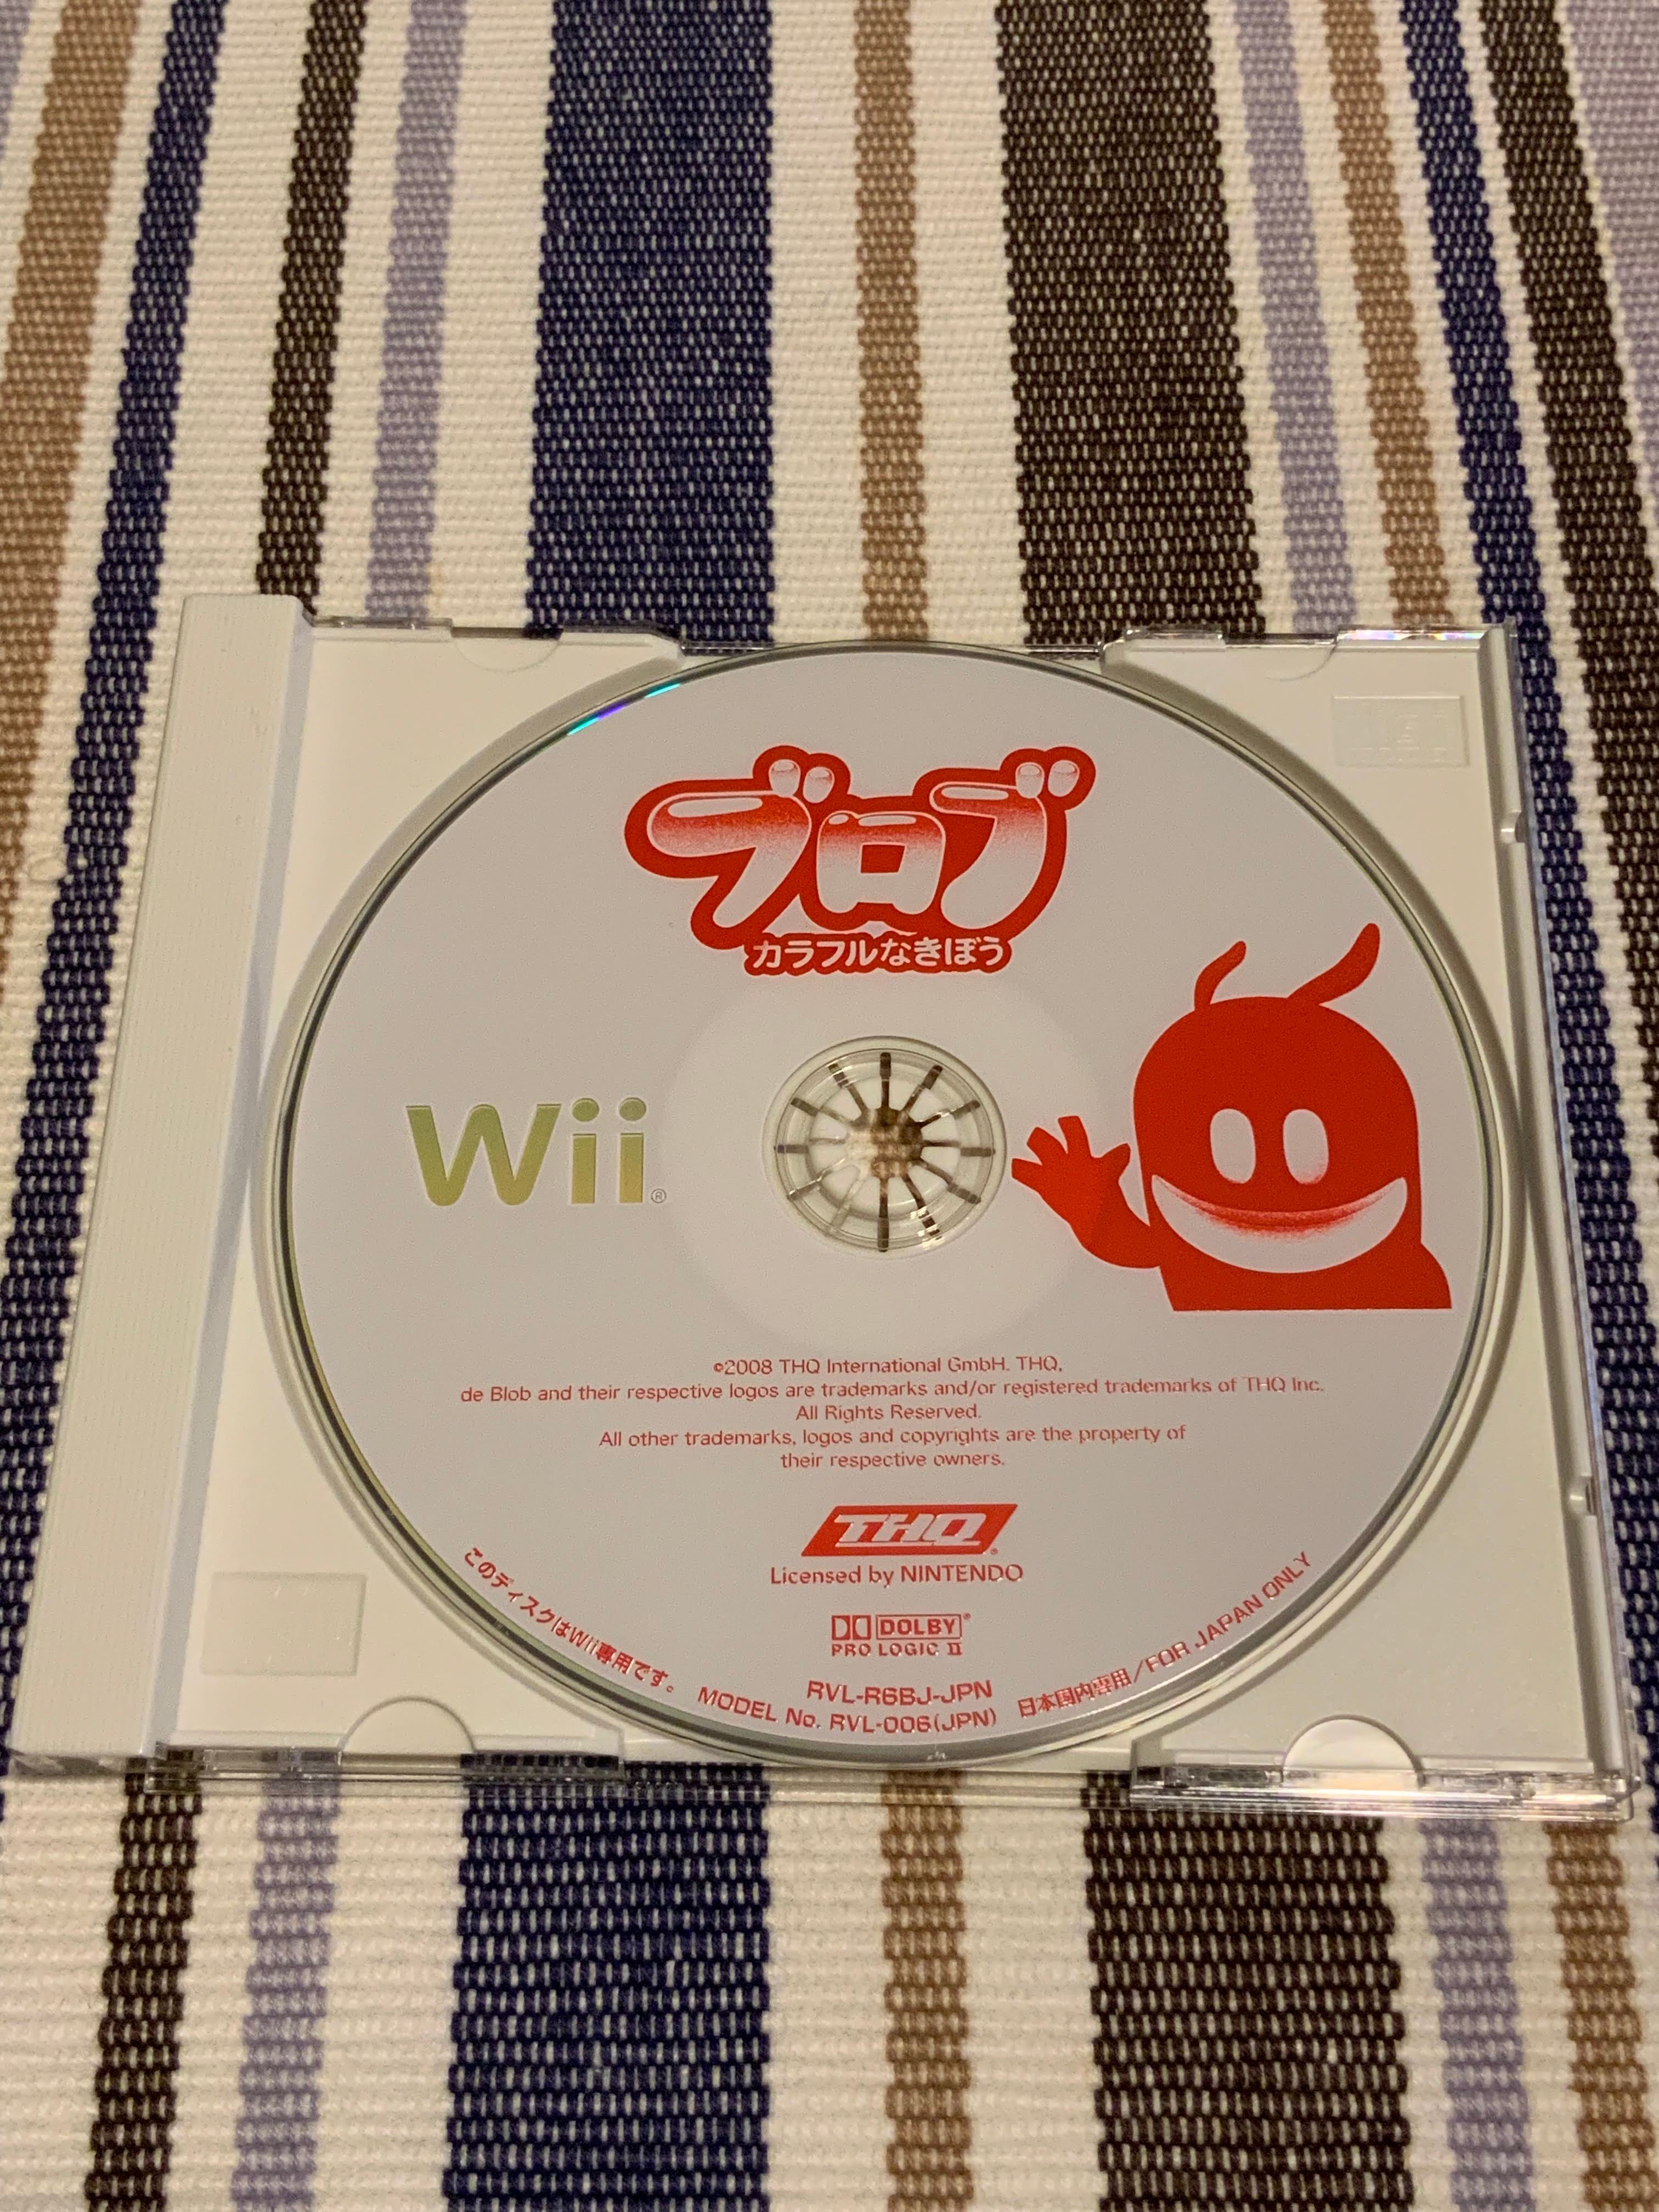 ブロブ
カラフルなきぼう
Wii®
©2008 THQ International GmbH. THQ,
de Blob and their respective logos are trademarks and/or registered trademarks of THQ Inc.
All Rights Reserved.
All other trademarks, logos and copyrights are the property of
their respective owners.
THQ®
Licensed by NINTENDO
DOLBY®
PRO LOGIC II
RVL-R6BJ-JPN
このディスクはWii専用です。 MODEL No. RVL-006(JPN) 日本国内専用/FOR JAPAN ONLY